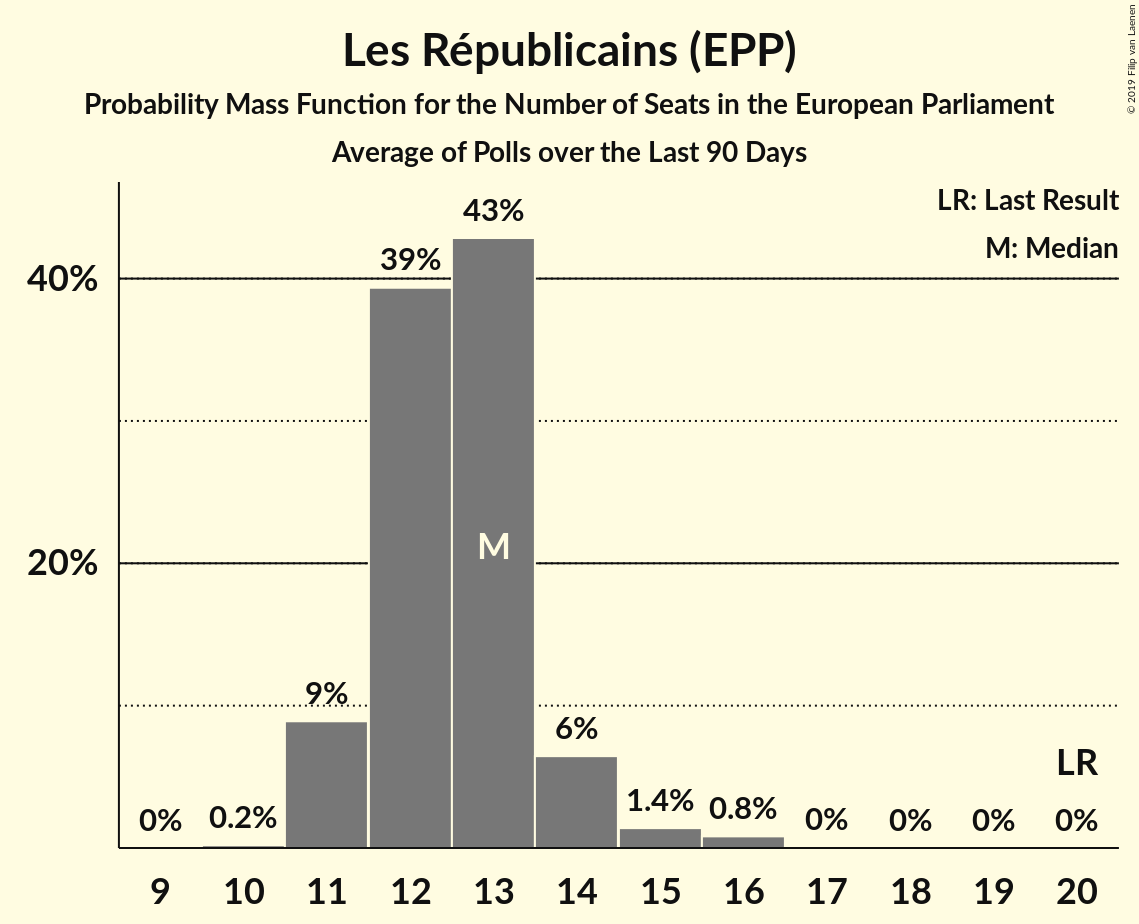 Les Républicains (EPP)
Probability Mass Function for the Number of Seats in the European Parliament
Average of Polls over the Last 90 Days
© 2019 Filip van Laenen
LR: Last Result
M: Median
43%
39%
40%
M
20%
9%
6%
LR
0%
0.2%
1.4%
0.8%
0%
0%
0%
0%
9 10 11 12 13 14 15 16 17 18 19 20